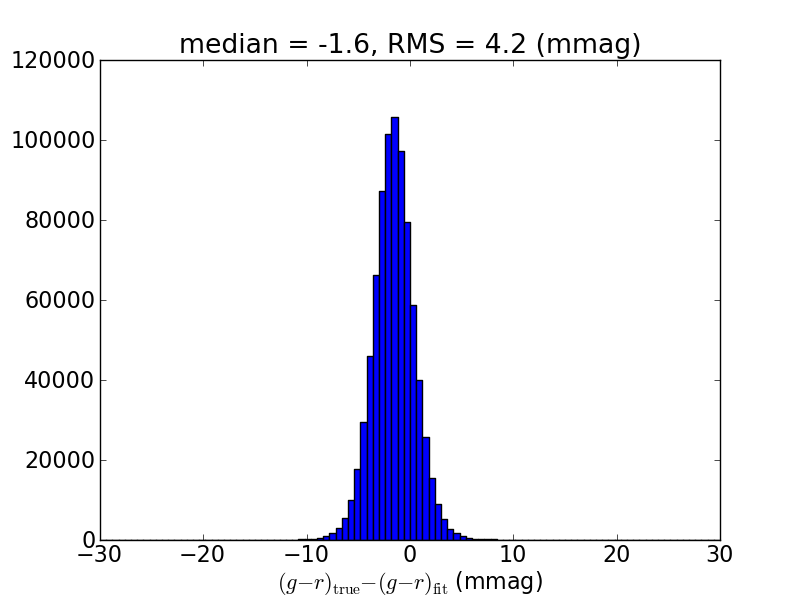 median = -1.6, RMS = 4.2 (mmag)
120000
100000
80000
60000
40000
20000
0
−30 −20 −10 0 10 20 30
(g−r)true−(g−r)fit (mmag)